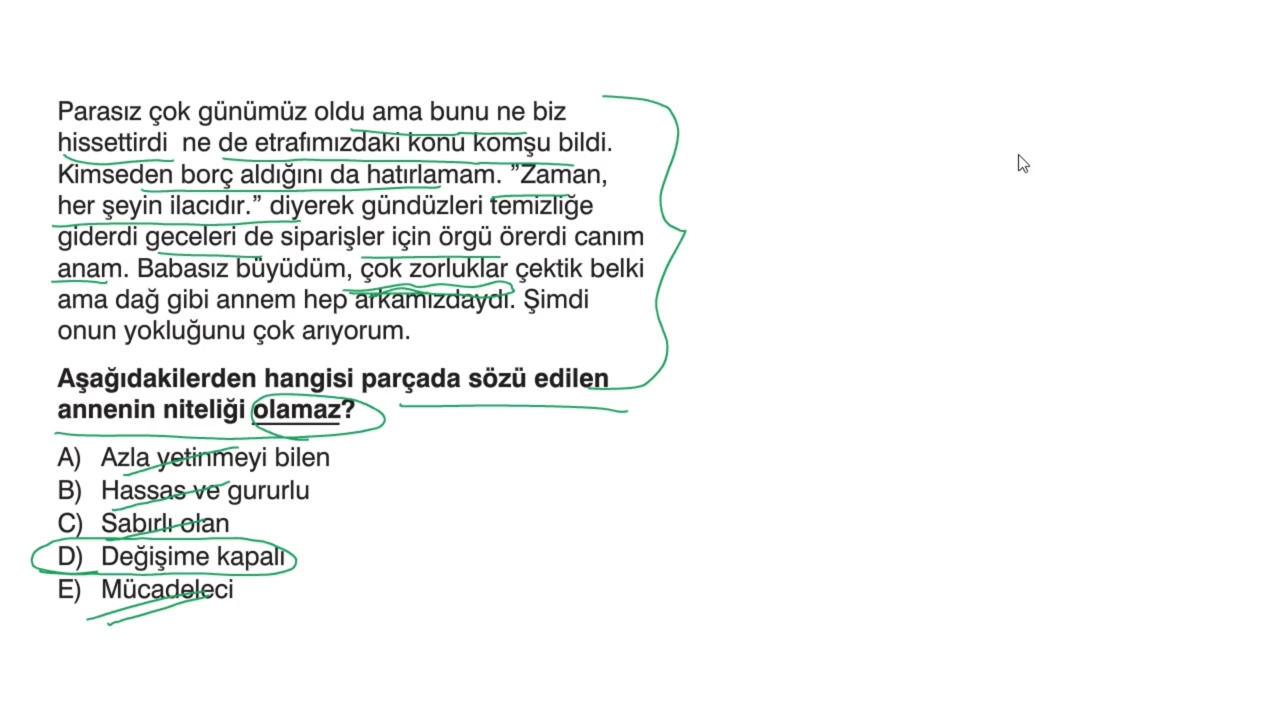 Parasız çok günümüz oldu ama bunu ne biz
hissettirdi ne de etrafımızdaki konu komşu bildi.
Kimseden borç aldığını da hatırlamam. ”Zaman,
her şeyin ilacıdır.” diyerek gündüzleri temizliğe
giderdi geceleri de siparişler için örgü örerdi canım
anam. Babasız büyüdüm, çok zorluklar çektik belki
ama dağ gibi annem hep arkamızdaydı. Şimdi
onun yokluğunu çok arıyorum.
Aşağıdakilerden hangisi parçada sözü edilen
annenin niteliği olamaz?
A) Azla yetinmeyi bilen
B) Hassas ve gururlu
C) Sabırlı olan
D) Değişime kapalı
E) Mücadeleci